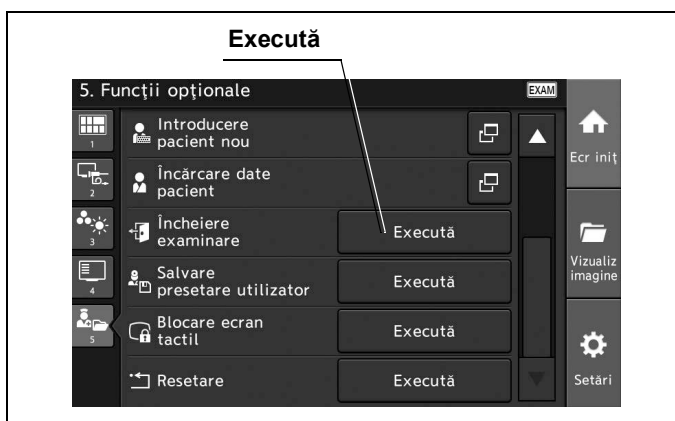 Execută
5. Funcții opționale
EXAM
1
Introducere
pacient nou
Ecr iniț
2
Încărcare date
pacient
3
Încheiere
examinare
Execută
Vizualiz
imagine
4
Salvare
presetare utilizator
Execută
5
Blocare ecran
tactil
Execută
Resetare
Execută
Setări